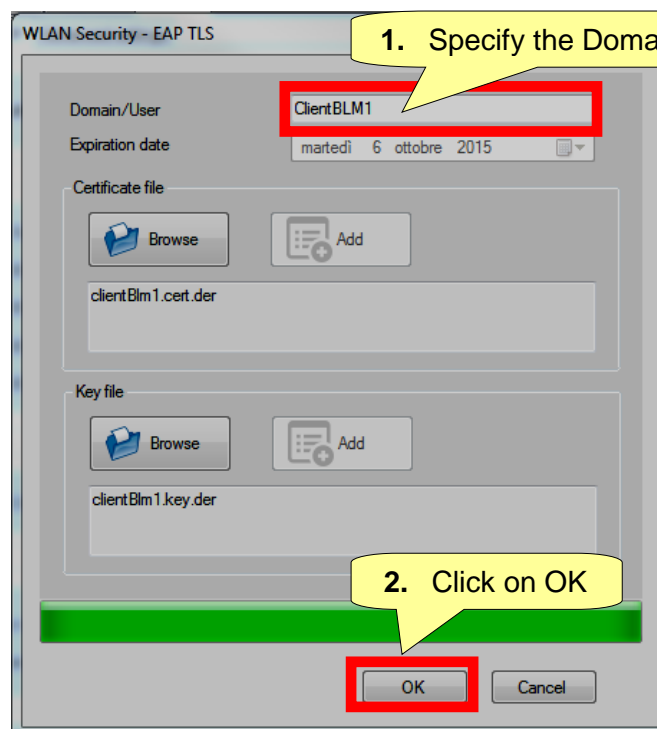 WLAN Security - EAP TLS
1. Specify the Doma
Domain/User
ClientBLM1
Expiration date
martedì 6 ottobre 2015
Certificate file
Browse
Add
clientBlm1.cert.der
Key file
Browse
Add
clientBlm1.key.der
2. Click on OK
OK
Cancel